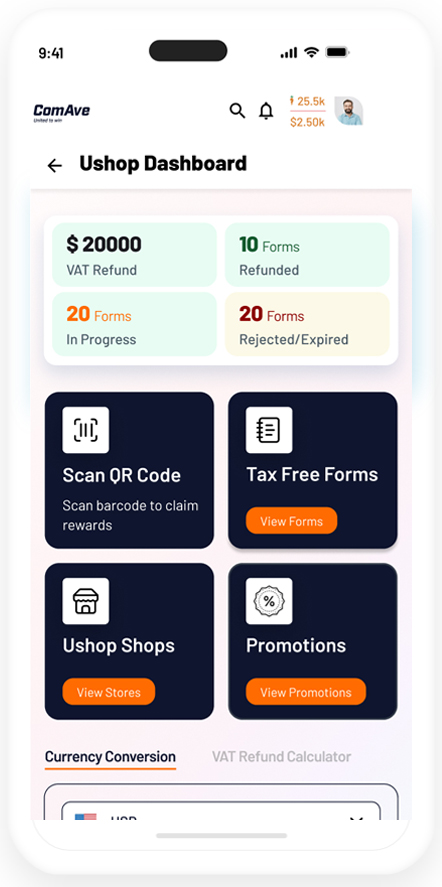 9:41
ComAve
United to win
25.5k
$2.50k
Ushop Dashboard
$ 20000
VAT Refund
10 Forms
Refunded
20 Forms
In Progress
20 Forms
Rejected/Expired
Scan QR Code
Scan barcode to claim
rewards
Tax Free Forms
View Forms
Ushop Shops
View Stores
%
Promotions
View Promotions
Currency Conversion
VAT Refund Calculator
USD